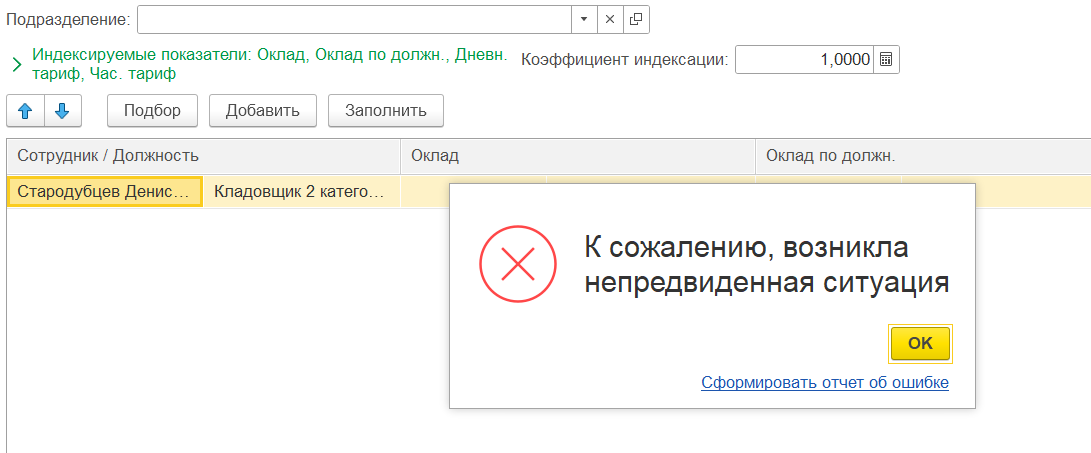 Подразделение:
Индексируемые показатели: Оклад, Оклад по должн., Дневн.
тариф, Час. тариф
Коэффициент индексации: 1,0000
Подбор Добавить Заполнить
Сотрудник / Должность Оклад Оклад по должн.
Стародубцев Денис... Кладовщик 2 катего...
К сожалению, возникла
непредвиденная ситуация
OK
Сформировать отчет об ошибке